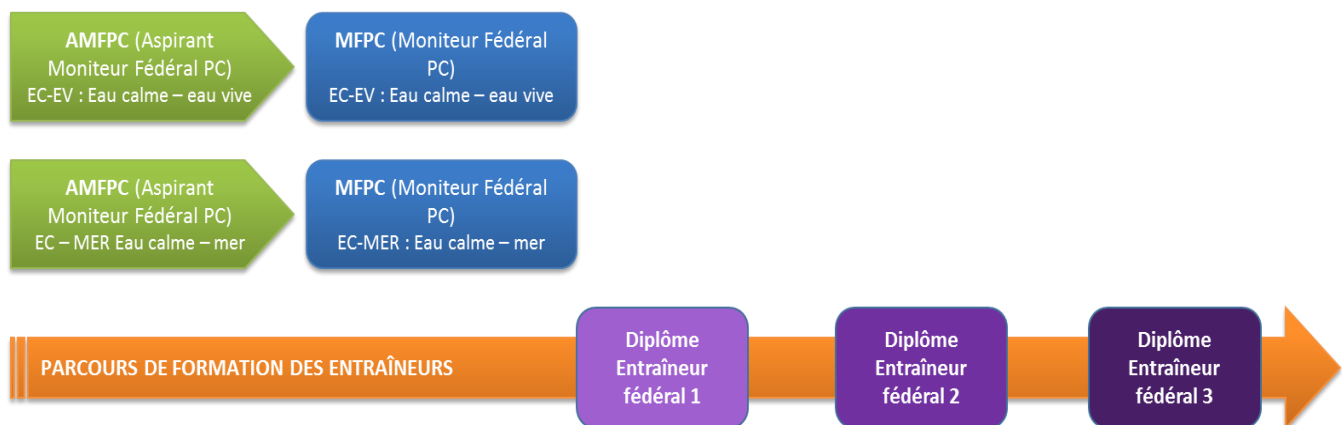 AMFPC (Aspirant
Moniteur Fédéral PC)
EC-EV : Eau calme – eau vive
MFPC (Moniteur Fédéral
PC)
EC-EV : Eau calme – eau vive
AMFPC (Aspirant
Moniteur Fédéral PC)
EC – MER Eau calme – mer
MFPC (Moniteur Fédéral
PC)
EC-MER : Eau calme – mer
PARCOURS DE FORMATION DES ENTRAÎNEURS
Diplôme
Entraîneur
fédéral 1
Diplôme
Entraîneur
fédéral 2
Diplôme
Entraîneur
fédéral 3